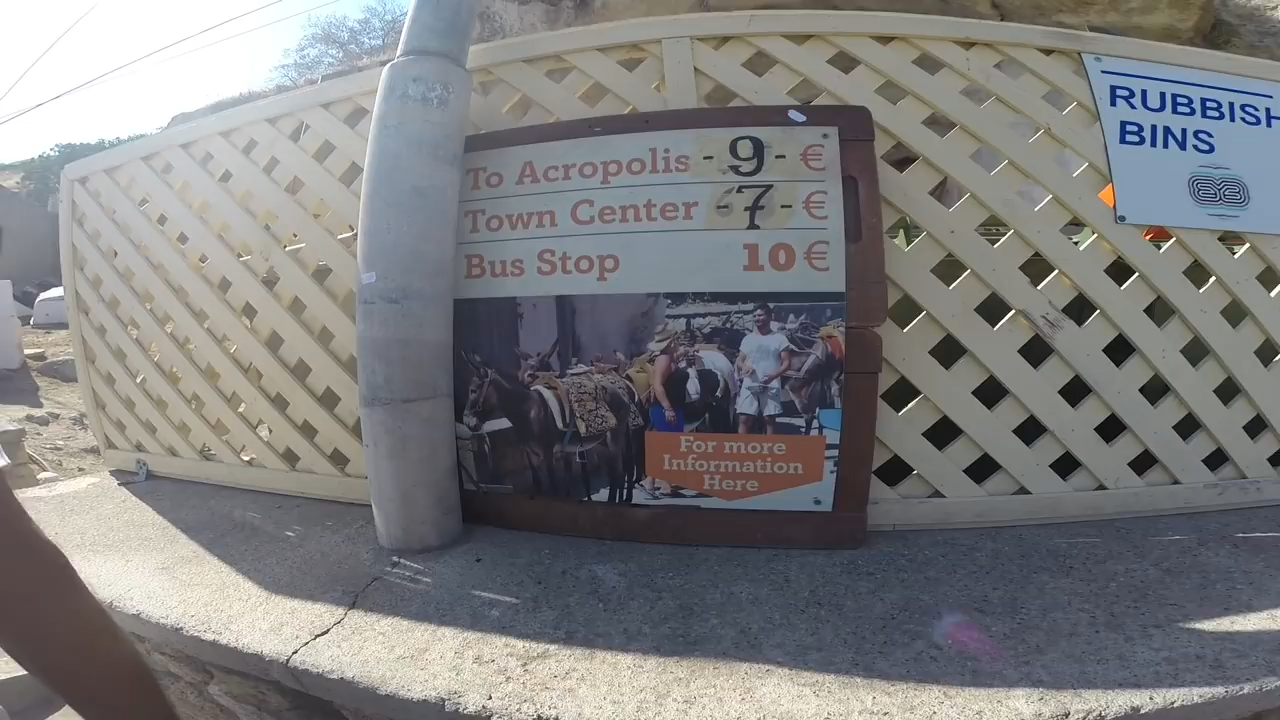 To Acropolis -9-€
Town Center -7-€
Bus Stop 10€
For more
Information
Here
RUBBISH
BINS